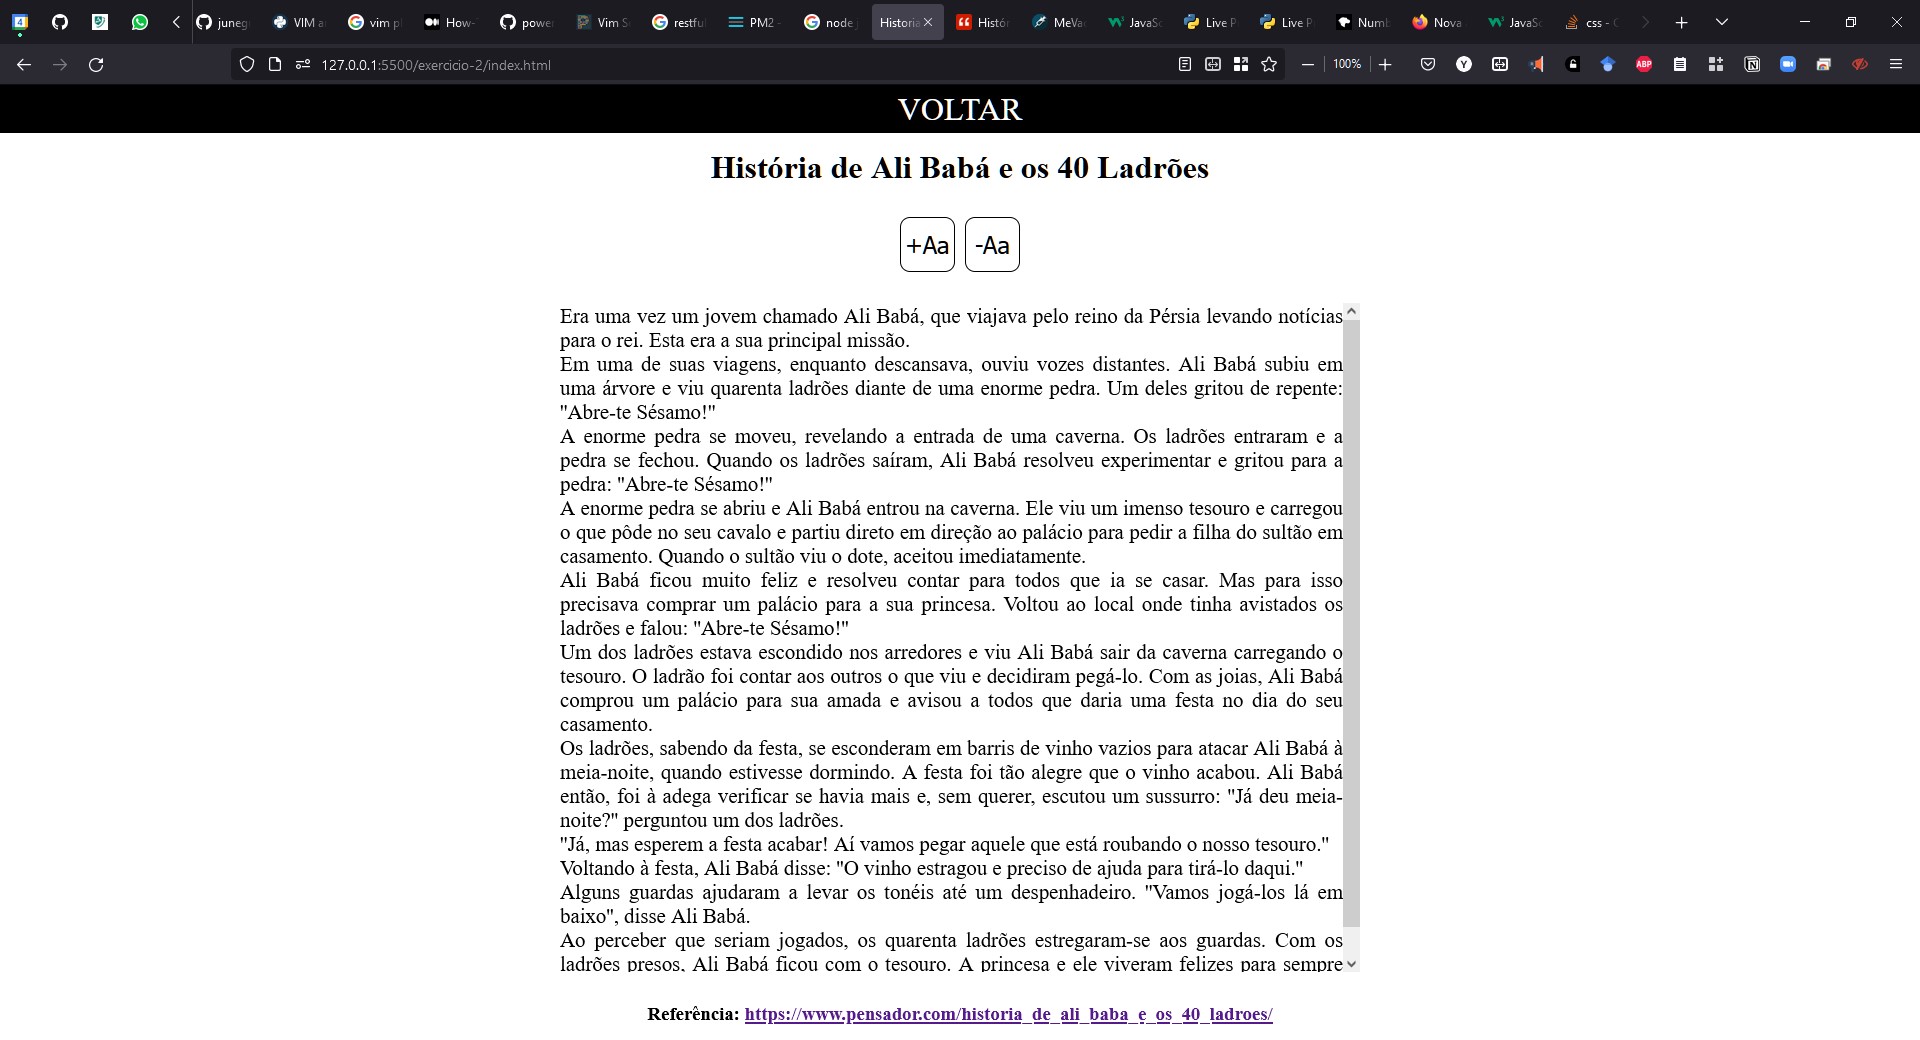 juneg
VIM a
vim p
How-
power
Vim S
restfu
PM2 -
node j
Historia
Histór
MeVa
JavaSc
Live P
Live P
Numb
Nova
JavaSc
css -
127.0.0.1:5500/exercicio-2/index.html
100%
ABP
VOLTAR
História de Ali Babá e os 40 Ladrões
+Aa -Aa
Era uma vez um jovem chamado Ali Babá, que viajava pelo reino da Pérsia levando notícias
para o rei. Esta era a sua principal missão.
Em uma de suas viagens, enquanto descansava, ouviu vozes distantes. Ali Babá subiu em
uma árvore e viu quarenta ladrões diante de uma enorme pedra. Um deles gritou de repente:
"Abre-te Sésamo!"
A enorme pedra se moveu, revelando a entrada de uma caverna. Os ladrões entraram e a
pedra se fechou. Quando os ladrões saíram, Ali Babá resolveu experimentar e gritou para a
pedra: "Abre-te Sésamo!"
A enorme pedra se abriu e Ali Babá entrou na caverna. Ele viu um imenso tesouro e carregou
o que pôde no seu cavalo e partiu direto em direção ao palácio para pedir a filha do sultão em
casamento. Quando o sultão viu o dote, aceitou imediatamente.
Ali Babá ficou muito feliz e resolveu contar para todos que ia se casar. Mas para isso
precisava comprar um palácio para a sua princesa. Voltou ao local onde tinha avistados os
ladrões e falou: "Abre-te Sésamo!"
Um dos ladrões estava escondido nos arredores e viu Ali Babá sair da caverna carregando o
tesouro. O ladrão foi contar aos outros o que viu e decidiram pegá-lo. Com as joias, Ali Babá
comprou um palácio para sua amada e avisou a todos que daria uma festa no dia do seu
casamento.
Os ladrões, sabendo da festa, se esconderam em barris de vinho vazios para atacar Ali Babá à
meia-noite, quando estivesse dormindo. A festa foi tão alegre que o vinho acabou. Ali Babá
então, foi à adega verificar se havia mais e, sem querer, escutou um sussurro: "Já deu meia-
noite?" perguntou um dos ladrões.
"Já, mas esperem a festa acabar! Aí vamos pegar aquele que está roubando o nosso tesouro."
Voltando à festa, Ali Babá disse: "O vinho estragou e preciso de ajuda para tirá-lo daqui."
Alguns guardas ajudaram a levar os tonéis até um despenhadeiro. "Vamos jogá-los lá em
baixo", disse Ali Babá.
Ao perceber que seriam jogados, os quarenta ladrões estregaram-se aos guardas. Com os
ladrões presos, Ali Babá ficou com o tesouro. A princesa e ele viveram felizes para sempre
Referência: https://www.pensador.com/historia_de_ali_baba_e_os_40_ladroes/